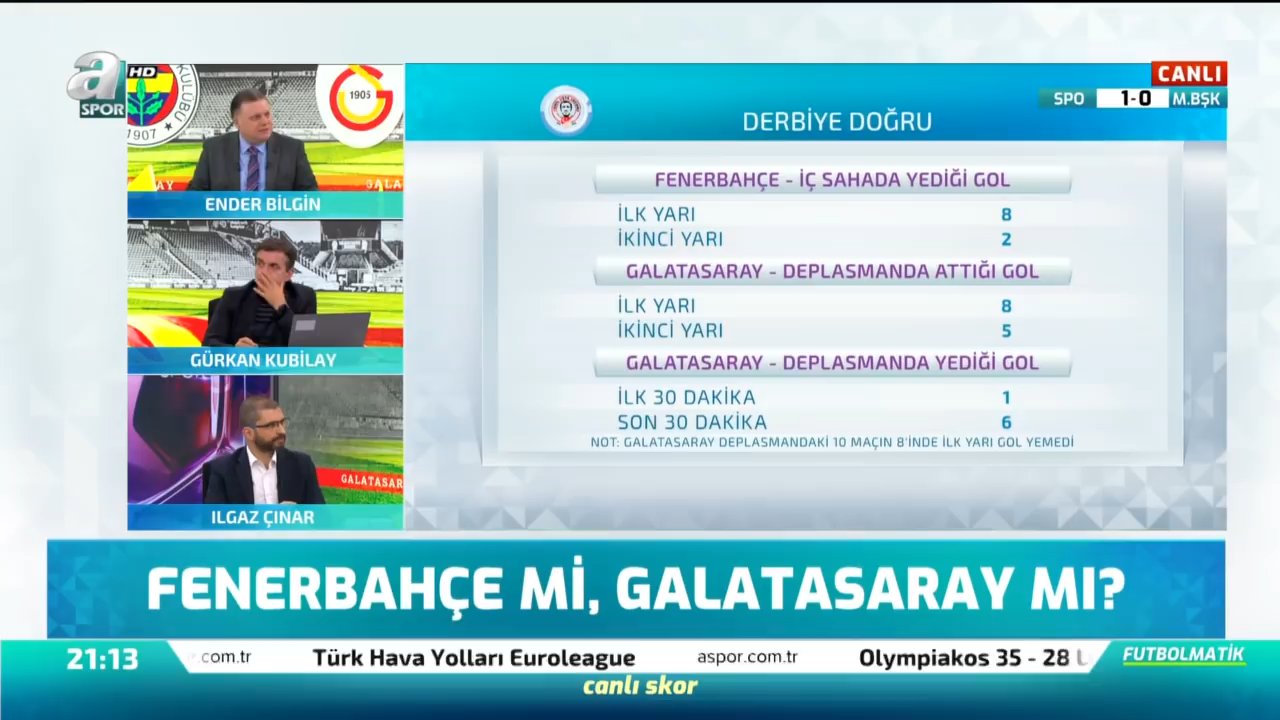 a
SPOR
HD
KULÜBÜ
1907
1905
GALA
ENDER BİLGİN
GÜRKAN KUBİLAY
GALATASAR
ILGAZ ÇINAR
CANLI
SPO 1-0 M.BŞK
DERBİYE DOĞRU
FENERBAHÇE - İÇ SAHADA YEDİĞİ GOL
İLK YARI 8
İKİNCİ YARI 2
GALATASARAY - DEPLASMANDA ATTIĞI GOL
İLK YARI 8
İKİNCİ YARI 5
GALATASARAY - DEPLASMANDA YEDİĞİ GOL
İLK 30 DAKİKA 1
SON 30 DAKİKA 6
NOT: GALATASARAY DEPLASMANDAKİ 10 MAÇIN 8'İNDE İLK YARI GOL YEMEDİ
FENERBAHÇE Mİ, GALATASARAY MI?
21:13 r.com.tr Türk Hava Yolları Euroleague aspor.com.tr Olympiakos 35 - 28 L FUTBOLMATİK
canlı skor